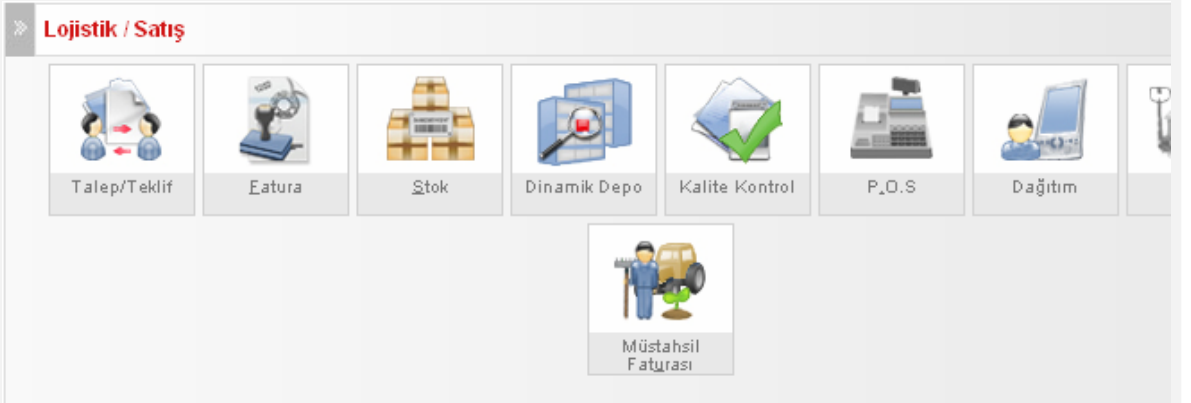 Lojistik / Satış
Talep/Teklif
Fatura
Stok
Dinamik Depo
Kalite Kontrol
P.O.S
Dağıtım
Müstahsil
Faturası